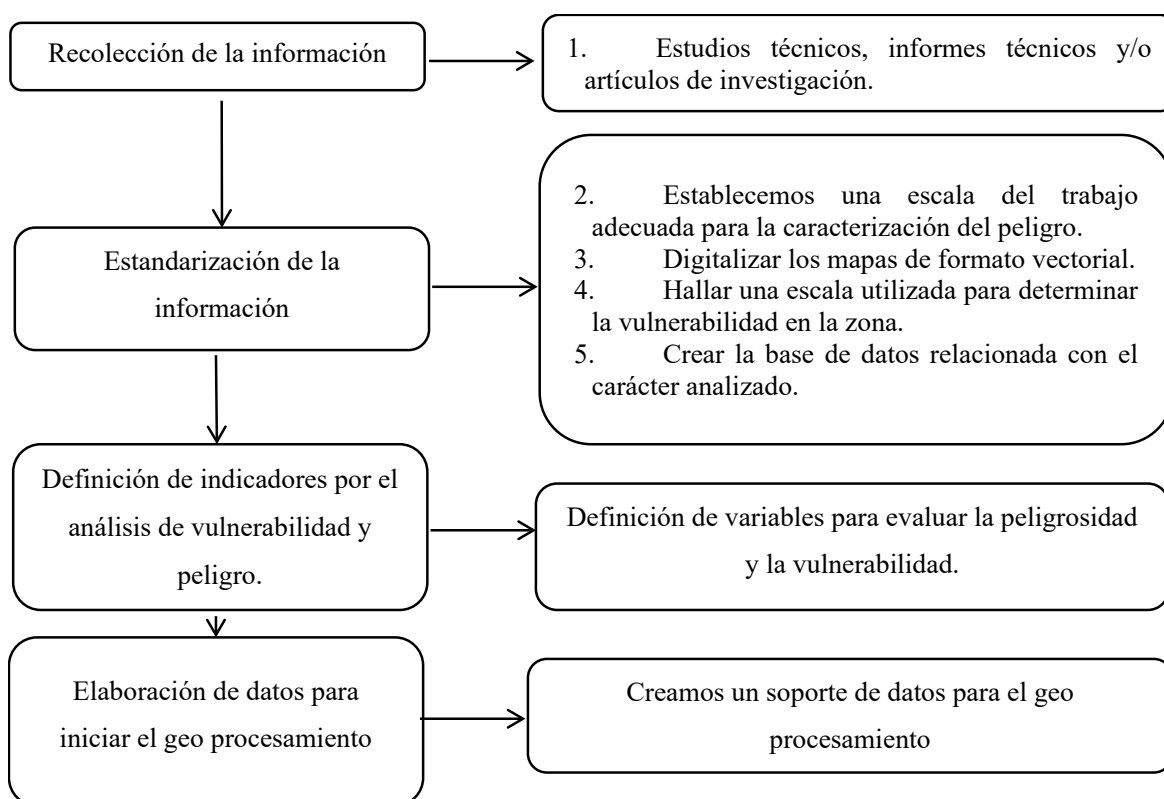 Recolección de la información
1. Estudios técnicos, informes técnicos y/o
artículos de investigación.
Estandarización de la
información
2. Establecemos una escala del trabajo
adecuada para la caracterización del peligro.
3. Digitalizar los mapas de formato vectorial.
4. Hallar una escala utilizada para determinar
la vulnerabilidad en la zona.
5. Crear la base de datos relacionada con el
carácter analizado.
Definición de indicadores por el
análisis de vulnerabilidad y
peligro.
Definición de variables para evaluar la peligrosidad
y la vulnerabilidad.
Elaboración de datos para
iniciar el geo procesamiento
Creamos un soporte de datos para el geo
procesamiento